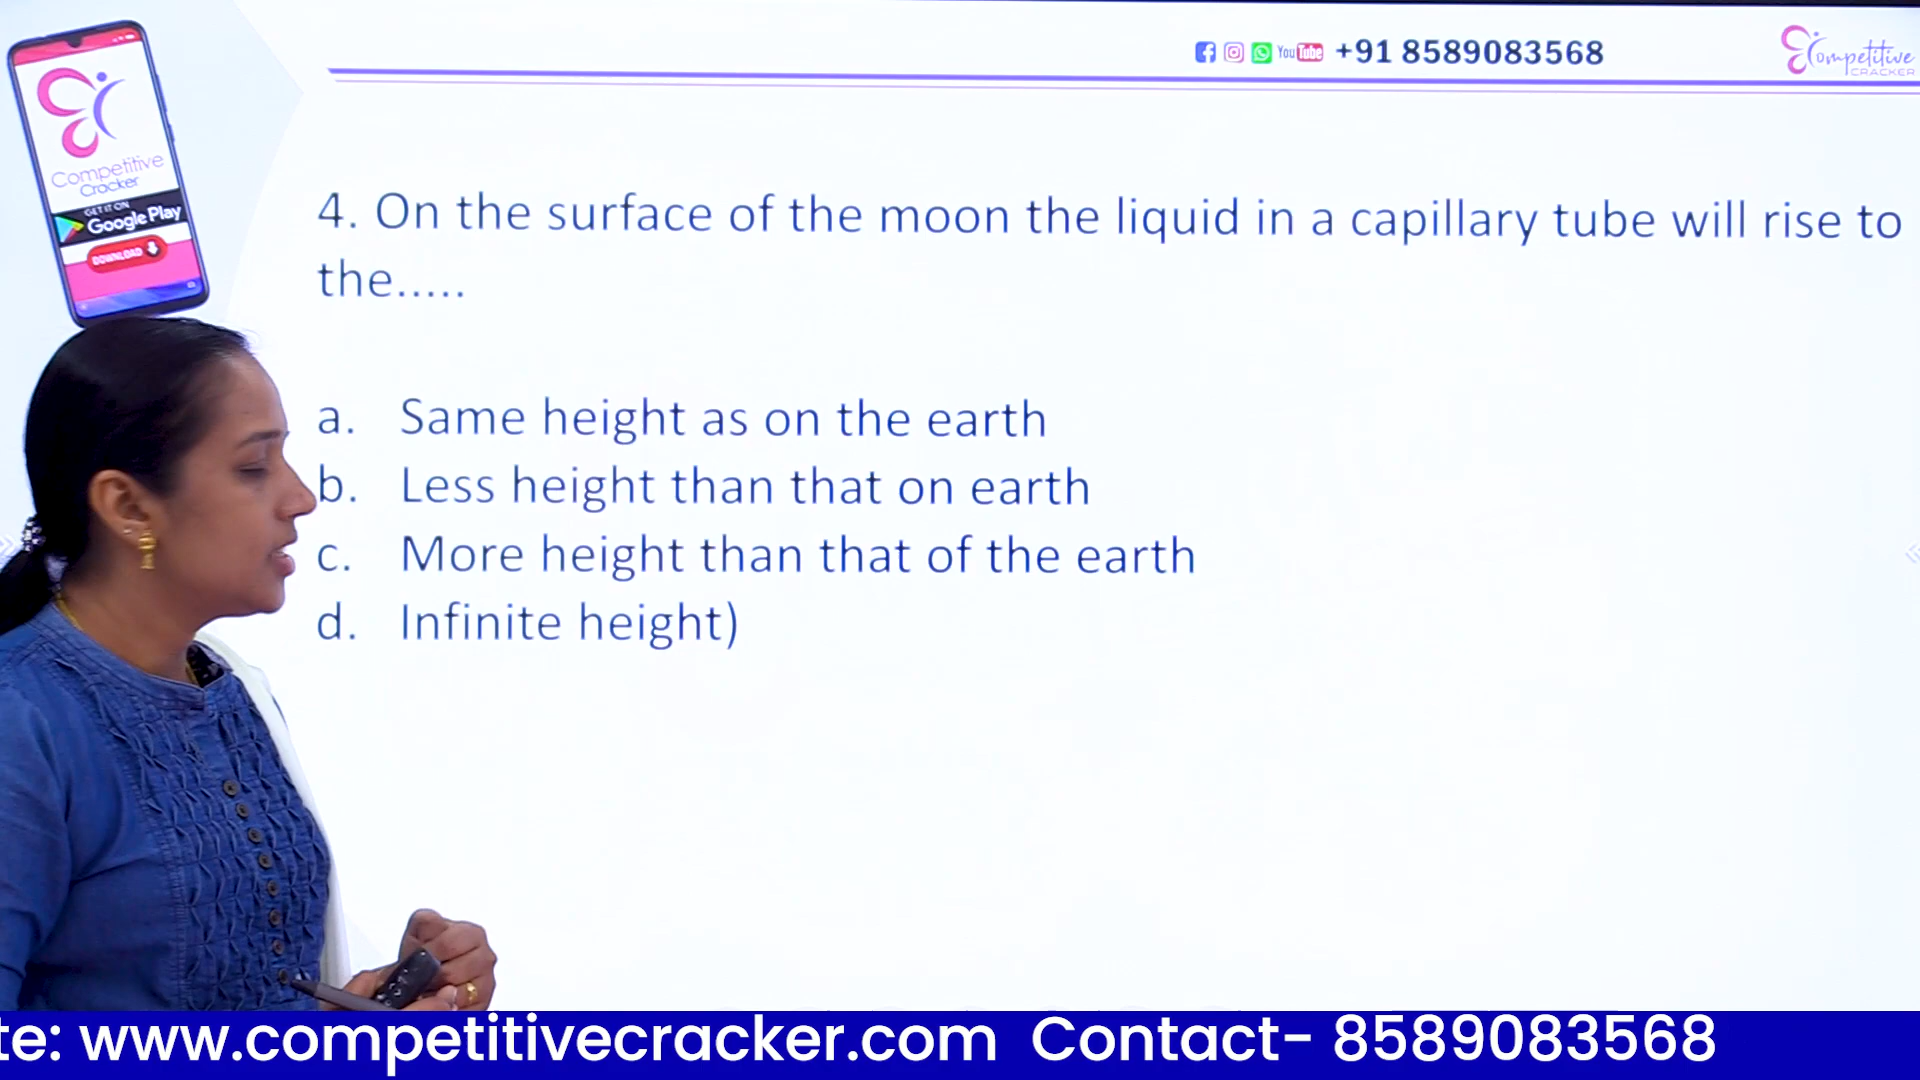 Competitive
Cracker
GET IT ON
Google Play
DOWNLOAD
You Tube +91 8589083568
Competitive
CRACKER
4. On the surface of the moon the liquid in a capillary tube will rise to
the.....
a. Same height as on the earth
b. Less height than that on earth
c. More height than that of the earth
d. Infinite height)
te: www.competitivecracker.com Contact- 8589083568